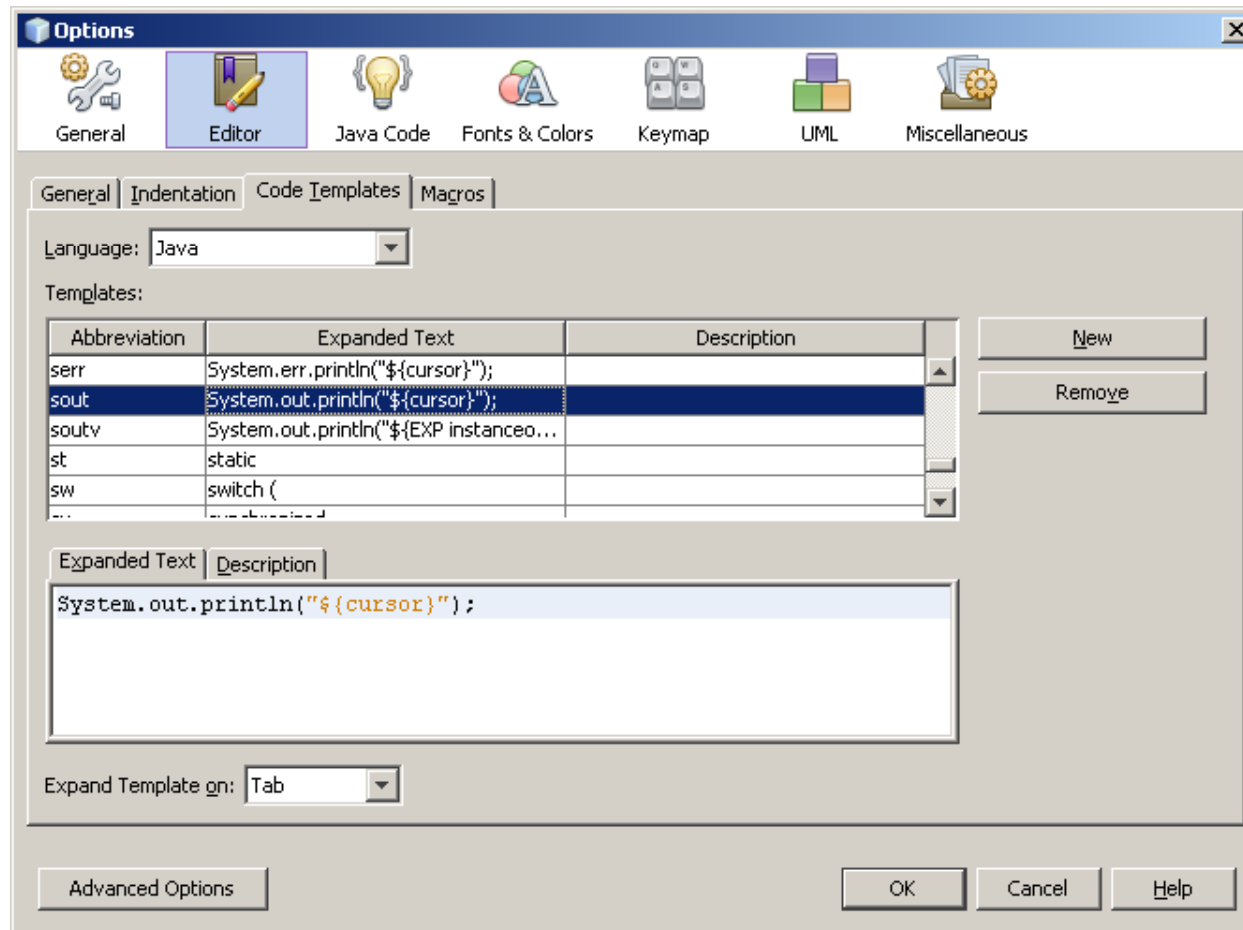 Options
General Editor Java Code Fonts & Colors Keymap UML Miscellaneous
General Indentation Code Templates Macros
Language: Java
Templates:
Abbreviation Expanded Text Description
New
serr System.err.println("${cursor}");
sout System.out.println("${cursor}");
Remove
soutv System.out.println("${EXP instanceo...
st static
sw switch (
Expanded Text Description
System.out.println("${cursor}");
Expand Template on: Tab
Advanced Options OK Cancel Help